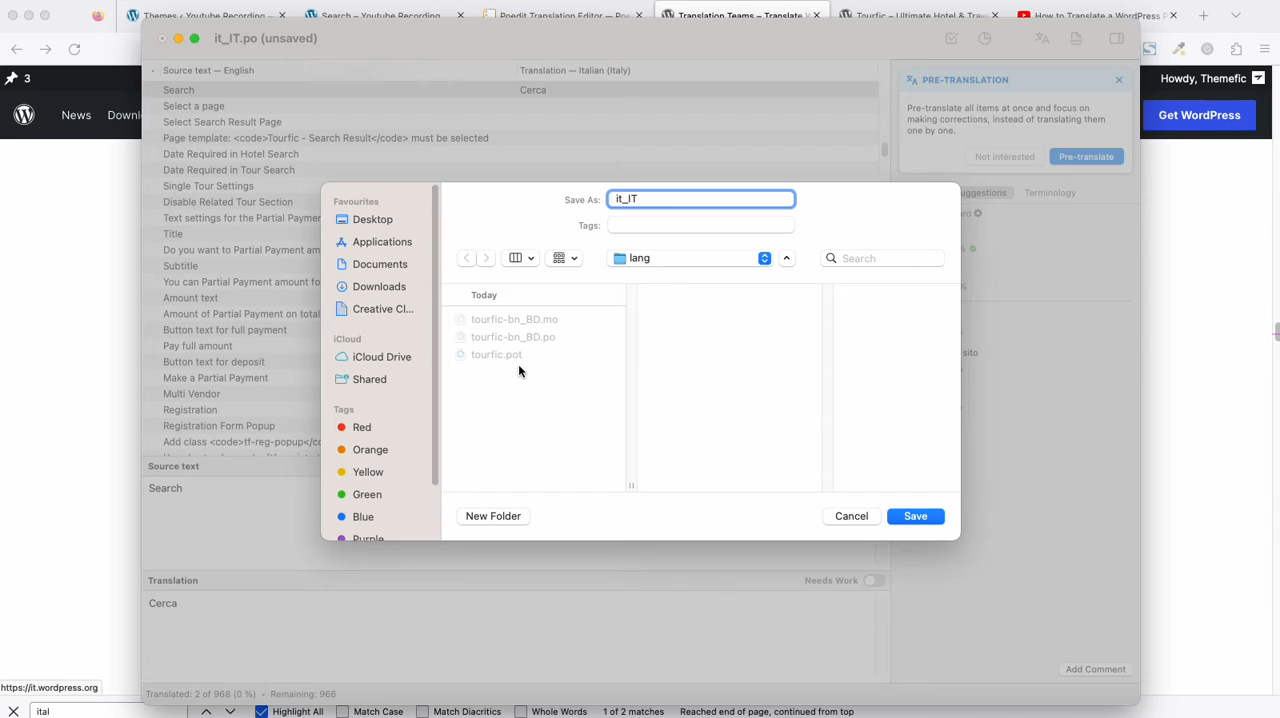 Themes ‹ Youtube Recording —
Search – Youtube Recording
Poedit Translation Editor – Poe
Translation Teams – Translate W
Tourfic – Ultimate Hotel & Trav
How to Translate a WordPress P
it_IT.po (unsaved)
3
Howdy, Themefic
News
Downl
Get WordPress
Source text — English
Translation — Italian (Italy)
Search
Cerca
Select a page
Select Search Result Page
Page template: <code>Tourfic - Search Result</code> must be selected
Date Required in Hotel Search
Date Required in Tour Search
Single Tour Settings
Disable Related Tour Section
Text settings for the Partial Paymen
Title
Do you want to Partial Payment am
Subtitle
You can Partial Payment amount f
Amount text
Amount of Partial Payment on total
Button text for full payment
Pay full amount
Button text for deposit
Make a Partial Payment
Multi Vendor
Registration
Registration Form Popup
Add class <code>tf-reg-popup</co
PRE-TRANSLATION
Pre-translate all items at once and focus on
making corrections, instead of translating them
one by one.
Not interested
Pre-translate
uggestions
Terminology
sito
Favourites
Desktop
Applications
Documents
Downloads
Creative Cl...
iCloud
iCloud Drive
Shared
Tags
Red
Orange
Yellow
Green
Blue
Purple
Save As:
it_IT
Tags:
lang
Search
Today
tourfic-bn_BD.mo
tourfic-bn_BD.po
tourfic.pot
New Folder
Cancel
Save
Source text
Search
Translation
Needs Work
Cerca
Add Comment
https://it.wordpress.org
Translated: 2 of 968 (0 %) • Remaining: 966
ital
Highlight All
Match Case
Match Diacritics
Whole Words
1 of 2 matches
Reached end of page, continued from top